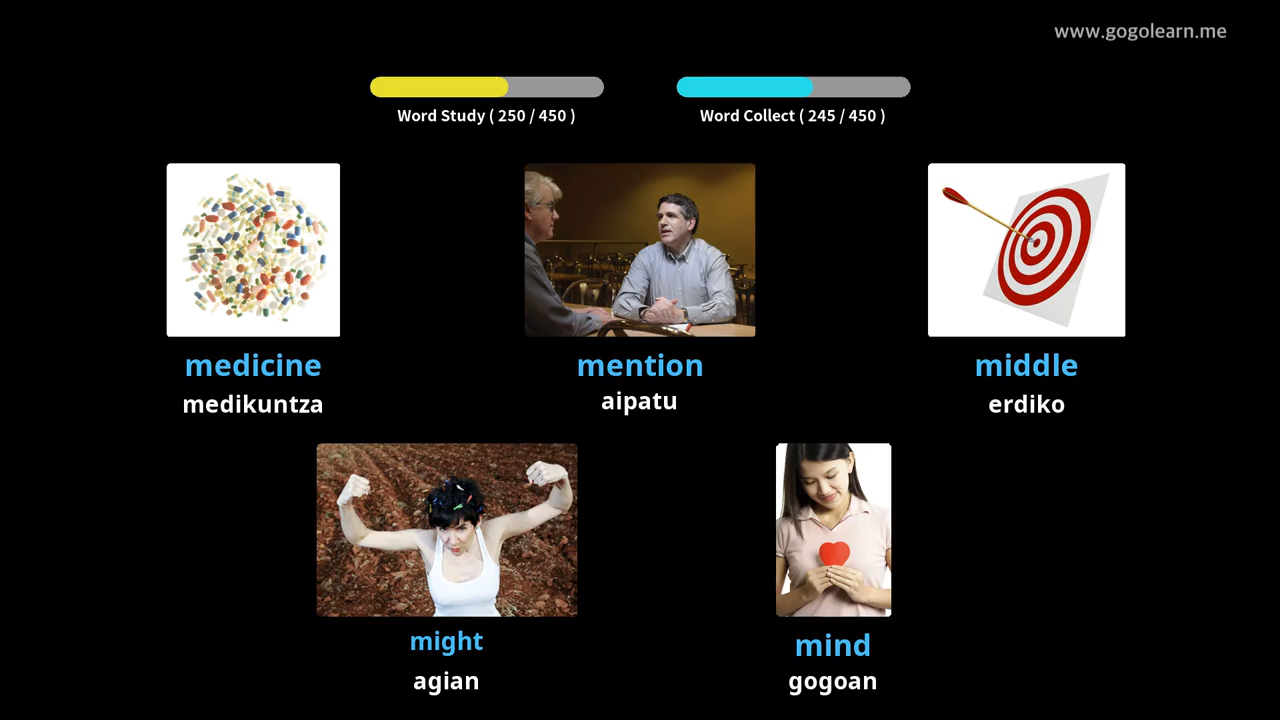 www.gogolearn.me
Word Study ( 250 / 450 )
Word Collect ( 245 / 450 )
medicine
medikuntza
mention
aipatu
middle
erdiko
might
agian
mind
gogoan